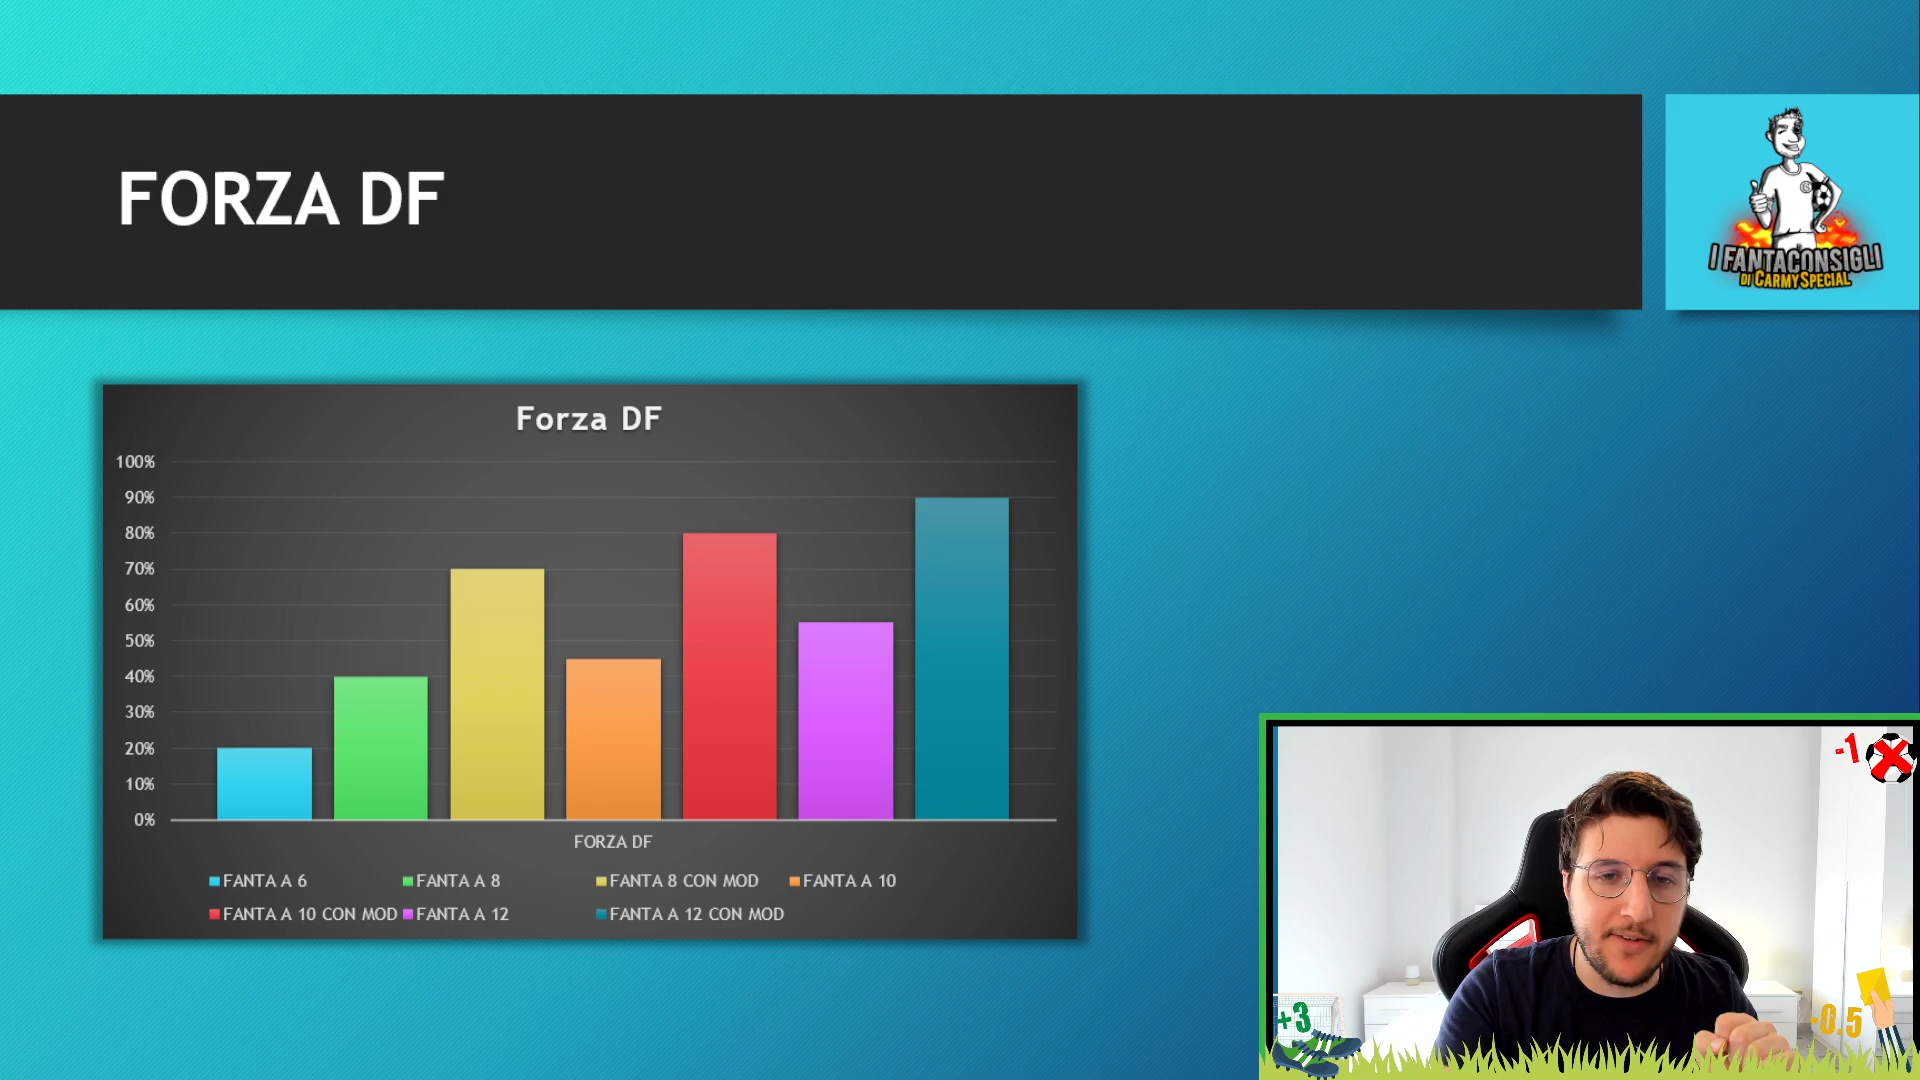 FORZA DF
I FANTACONSIGLI
DI CARMYSPECIAL
Forza DF
100%
90%
80%
70%
60%
50%
40%
30%
20%
10%
0%
FORZA DF
FANTA A 6 FANTA A 8 FANTA 8 CON MOD FANTA A 10
FANTA A 10 CON MOD FANTA A 12 FANTA A 12 CON MOD
-1
+3
-0.5